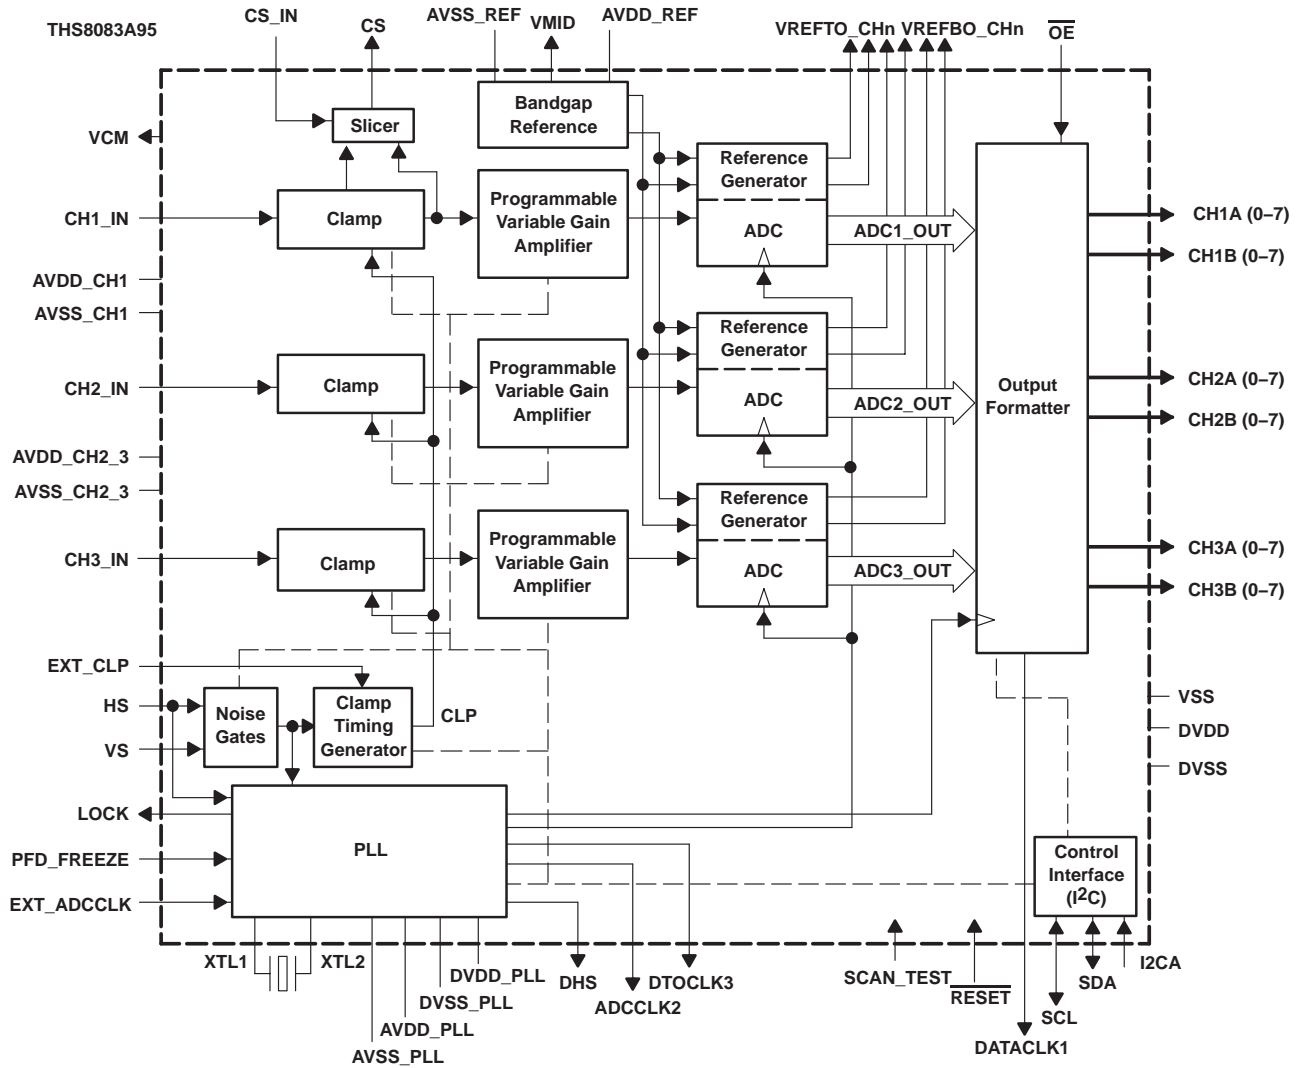 THS8083A95
CS_IN
CS
AVSS_REF
VMID
AVDD_REF
VREFTO_CHn
VREFBO_CHn
OE
VCM
Slicer
Bandgap
Reference
CH1_IN
Clamp
Programmable
Variable Gain
Amplifier
Reference
Generator
ADC
ADC1_OUT
CH1A (0–7)
CH1B (0–7)
AVDD_CH1
AVSS_CH1
CH2_IN
Clamp
Programmable
Variable Gain
Amplifier
Reference
Generator
ADC
ADC2_OUT
Output
Formatter
CH2A (0–7)
CH2B (0–7)
AVDD_CH2_3
AVSS_CH2_3
CH3_IN
Clamp
Programmable
Variable Gain
Amplifier
Reference
Generator
ADC
ADC3_OUT
CH3A (0–7)
CH3B (0–7)
EXT_CLP
HS
VS
Noise
Gates
Clamp
Timing
Generator
CLP
VSS
DVDD
DVSS
LOCK
PFD_FREEZE
EXT_ADCCLK
PLL
Control
Interface
(I2C)
XTL1
XTL2
DVDD_PLL
DVSS_PLL
AVDD_PLL
AVSS_PLL
DHS
ADCCLK2
DTOCLK3
SCAN_TEST
RESET
SCL
SDA
I2CA
DATACLK1